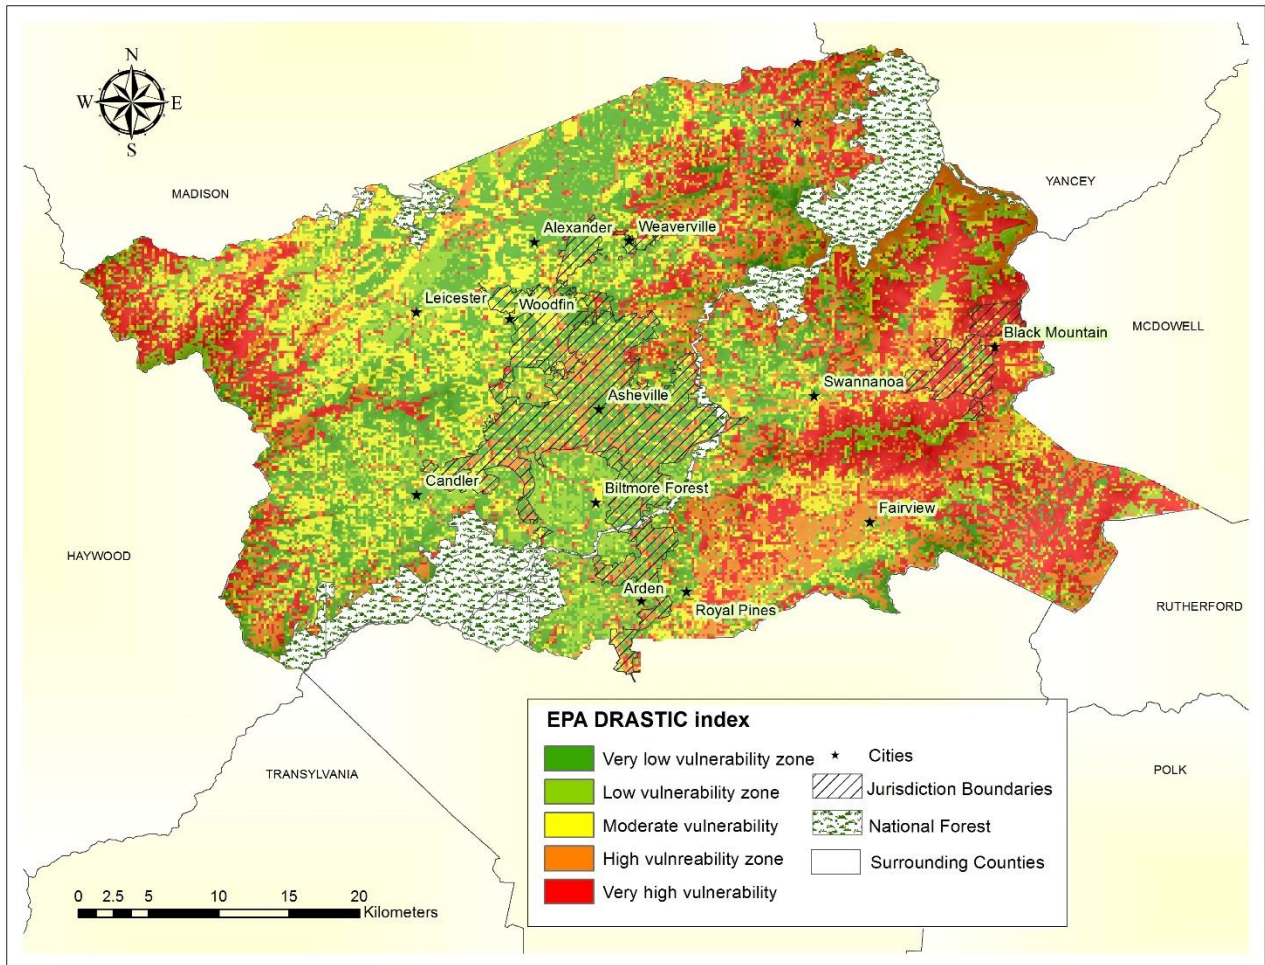 N
W E
S
MADISON
YANCEY
Alexander
Weaverville
Leicester
Woodfin
MCDOWELL
Black Mountain
Swannanoa
Asheville
Candler
Biltmore Forest
Fairview
HAYWOOD
Arden
Royal Pines
RUTHERFORD
TRANSYLVANIA
POLK
EPA DRASTIC index
Very low vulnerability zone
Low vulnerability zone
Moderate vulnerability
High vulnreability zone
Very high vulnerability
Cities
Jurisdiction Boundaries
National Forest
Surrounding Counties
0 2.5 5 10 15 20
Kilometers